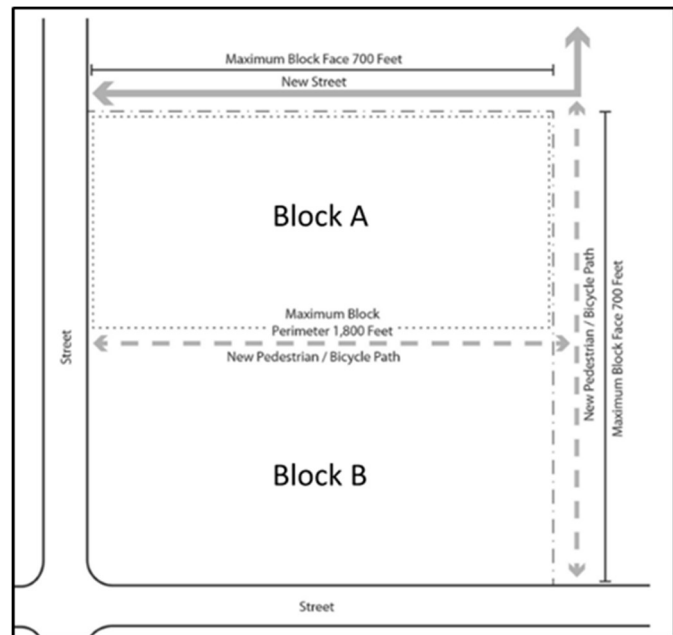 Maximum Block Face 700 Feet
New Street
Block A
Maximum Block
Perimeter 1,800 Feet
New Pedestrian / Bicycle Path
Street
New Pedestrian / Bicycle Path
Maximum Block Face 700 Feet
Block B
Street